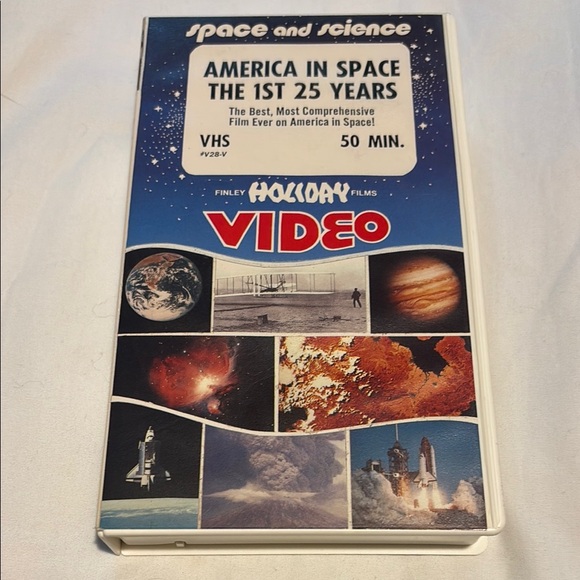 space and science
AMERICA IN SPACE
THE 1ST 25 YEARS
The Best, Most Comprehensive
Film Ever on America in Space!
VHS 50 MIN.
#V28-V
FINLEY HOLIDAY FILMS
VIDEO